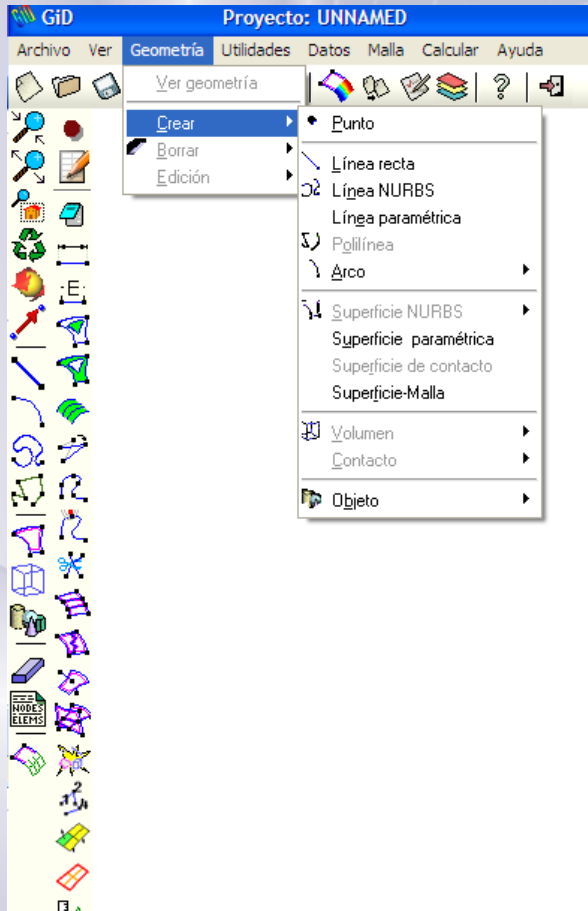 GiD Proyecto: UNNAMED
Archivo Ver Geometría Utilidades Datos Malla Calcular Ayuda
Ver geometría
Crear
Borrar
Edición
Punto
Línea recta
Línea NURBS
Línea paramétrica
Polilínea
Arco
Superficie NURBS
Superficie paramétrica
Superficie de contacto
Superficie-Malla
Volumen
Contacto
Objeto
:E:
NODES
ELEMS